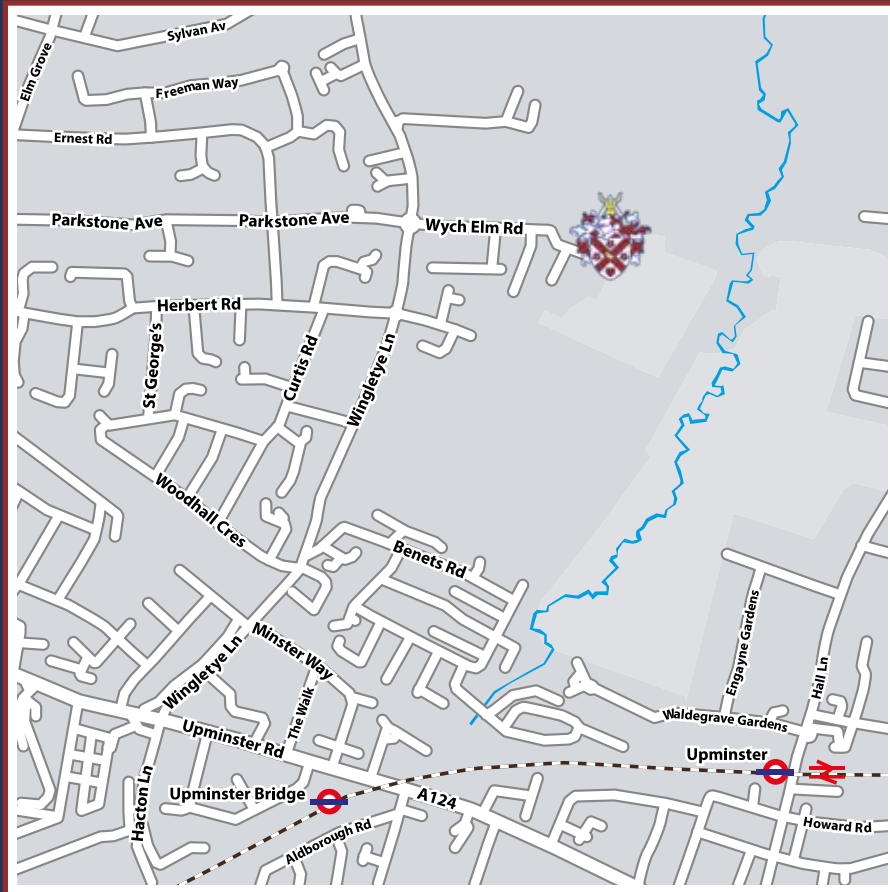 Sylvan Av
Elm Grove
Freeman Way
Ernest Rd
Parkstone Ave
Parkstone Ave
Wych Elm Rd
Herbert Rd
St George's
Curtis Rd
Wingletye Ln
Woodhall Cres
Benets Rd
Engayne Gardens
Minster Way
Wingletye Ln
Hall Ln
The Walk
Waldegrave Gardens
Upminster Rd
Upminster
Upminster Bridge
Hacton Ln
A124
Howard Rd
Aldborough Rd